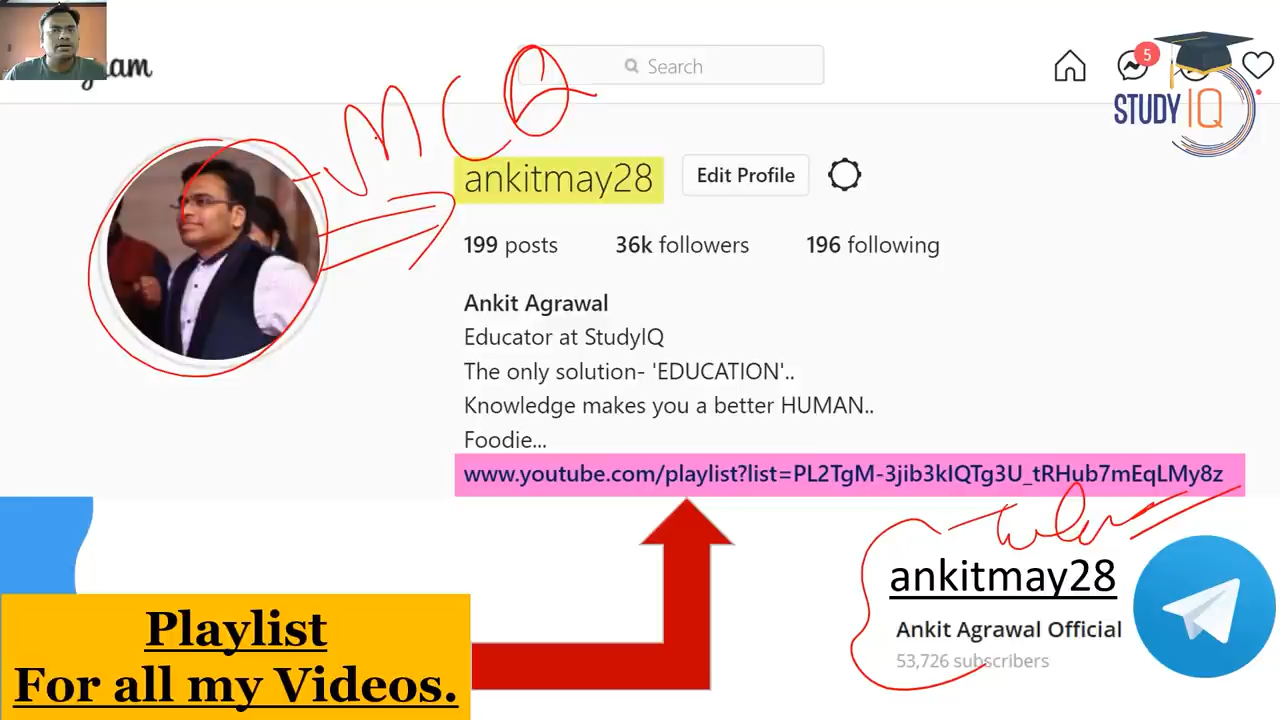 Search
5
STUDY IQ
MCQ
ankitmay28
Edit Profile
199 posts 36k followers 196 following
Ankit Agrawal
Educator at StudyIQ
The only solution- 'EDUCATION'..
Knowledge makes you a better HUMAN..
Foodie...
www.youtube.com/playlist?list=PL2TgM-3jib3kIQTg3U_tRHub7mEqLMy8z
ankitmay28
Ankit Agrawal Official
53,726 subscribers
Playlist
For all my Videos.